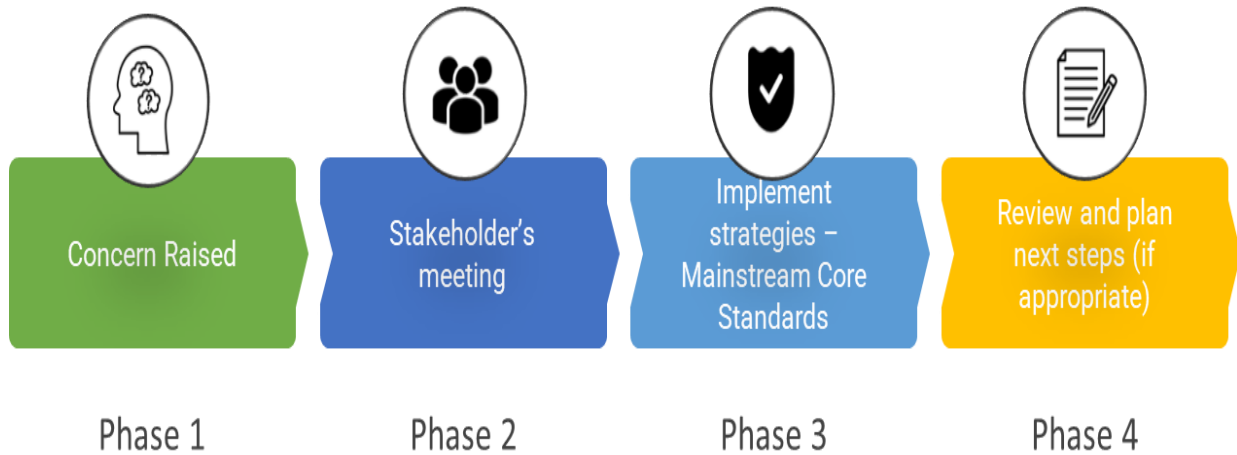 Concern Raised
Stakeholder’s
meeting
Implement
strategies –
Mainstream Core
Standards
Review and plan
next steps (if
appropriate)
Phase 1
Phase 2
Phase 3
Phase 4